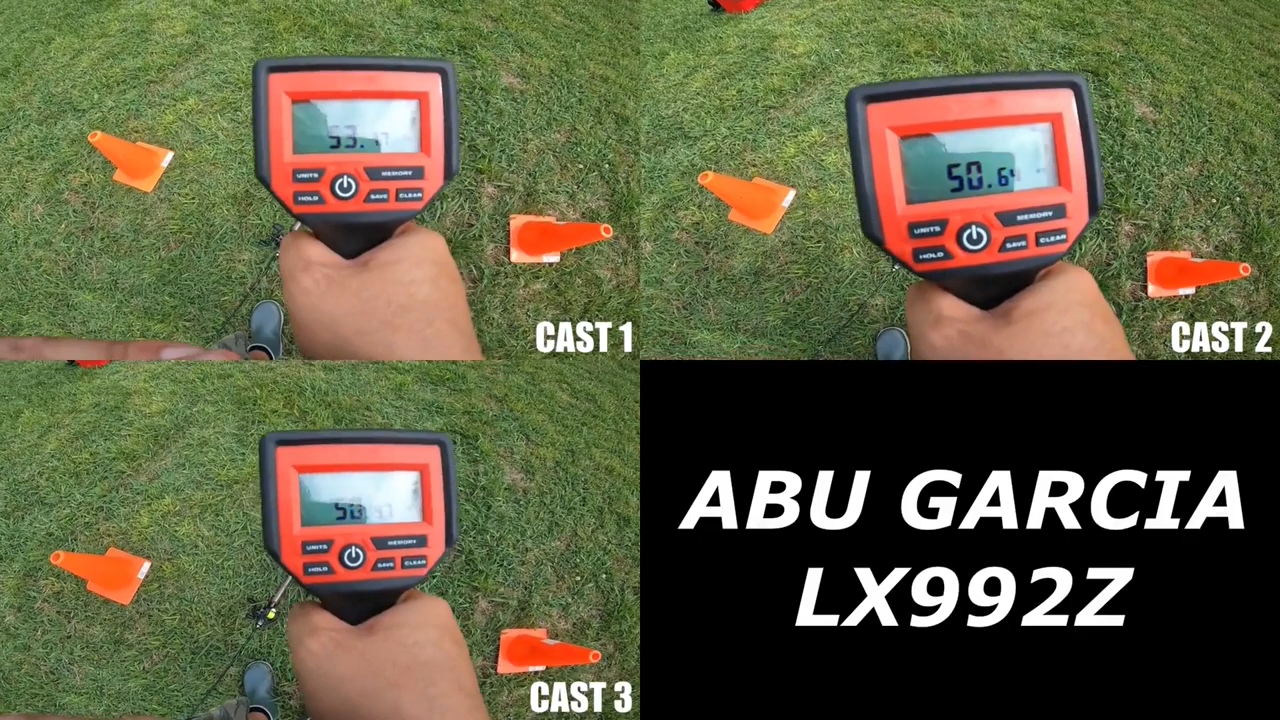 53.
UNITS
MEMORY
HOLD
SAVE
CLEAR
CAST 1
50.64
UNITS
MEMORY
HOLD
SAVE
CLEAR
CAST 2
UNITS
MEMORY
HOLD
SAVE
CLEAR
CAST 3
ABU GARCIA
LX992Z